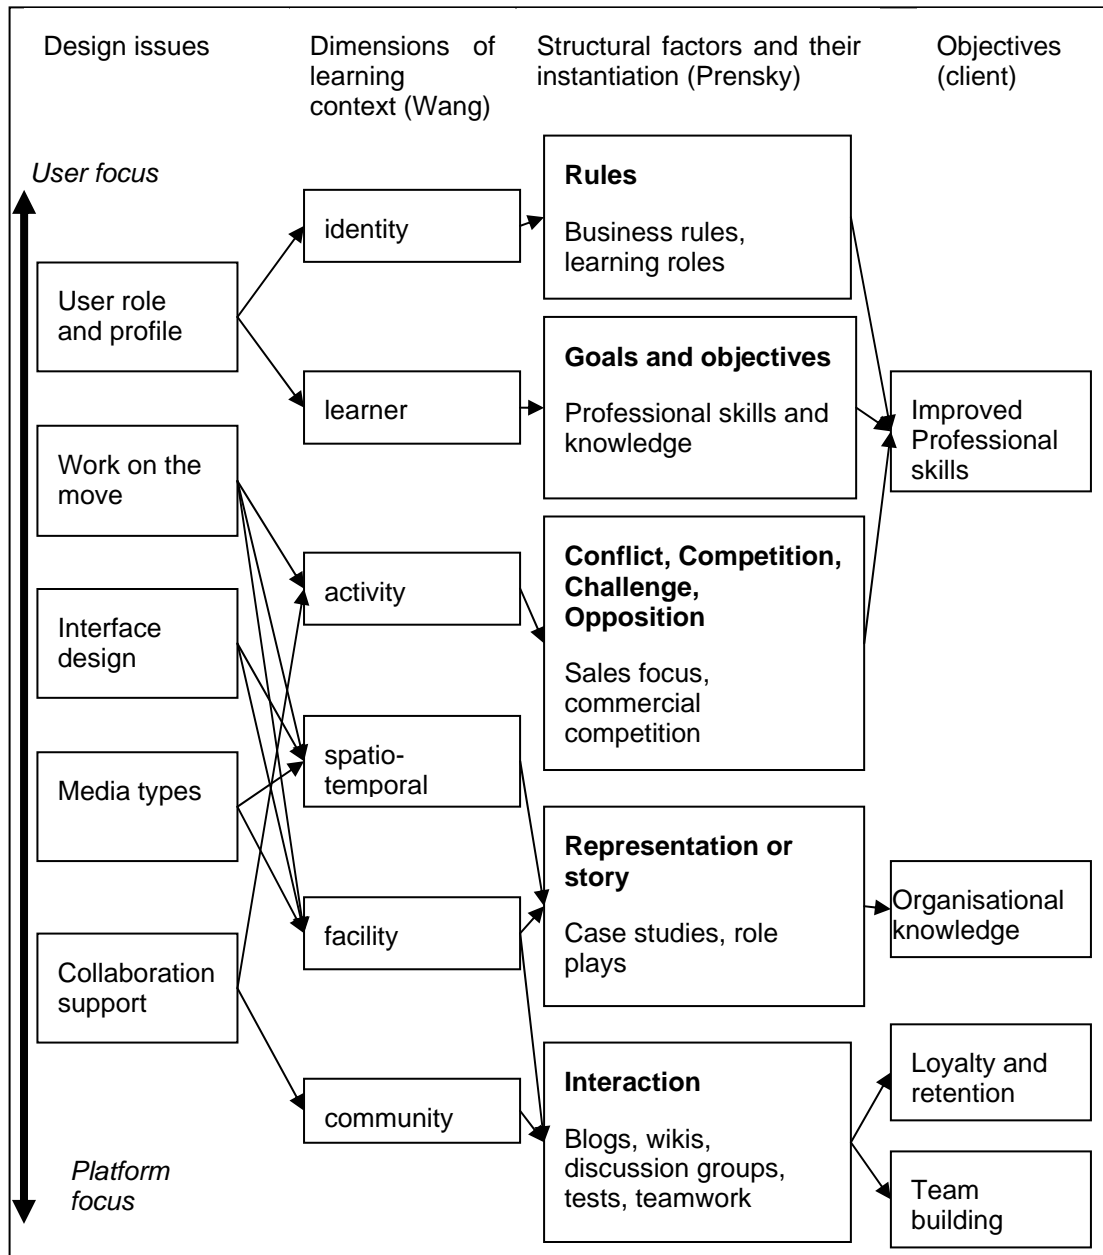 Design issues
Dimensions of
learning
context (Wang)
Structural factors and their
instantiation (Prensky)
Objectives
(client)
User focus
User role
and profile
Work on the
move
Interface
design
Media types
Collaboration
support
Platform
focus
identity
learner
activity
spatio-
temporal
facility
community
Rules
Business rules,
learning roles
Goals and objectives
Professional skills and
knowledge
Conflict, Competition,
Challenge,
Opposition
Sales focus,
commercial
competition
Representation or
story
Case studies, role
plays
Interaction
Blogs, wikis,
discussion groups,
tests, teamwork
Improved
Professional
skills
Organisational
knowledge
Loyalty and
retention
Team
building